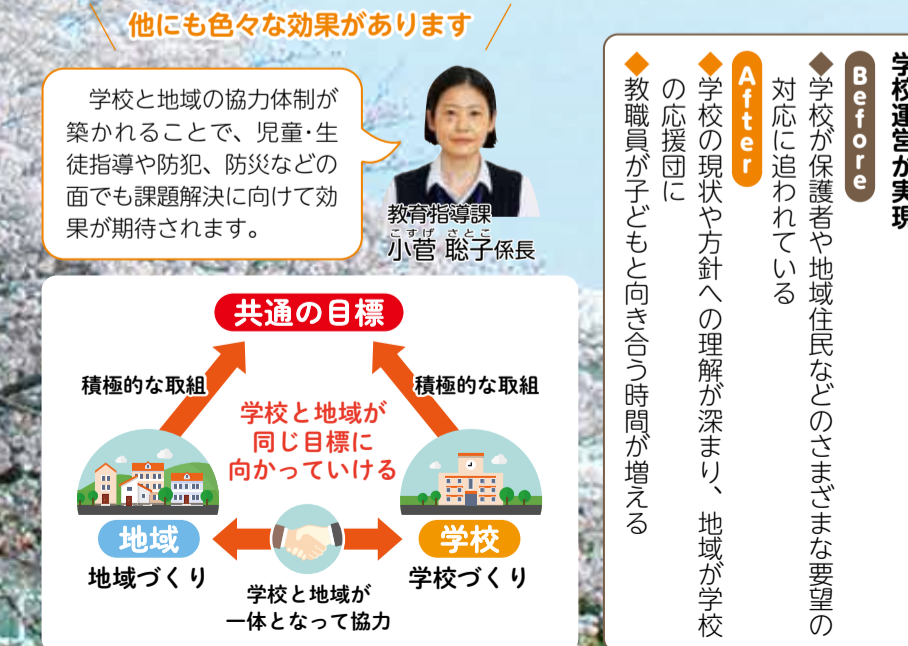 他にも色々な効果があります
学校と地域の協力体制が
築かれることで、児童・生
徒指導や防犯、防災などの
面でも課題解決に向けて効
果が期待されます。
教育指導課
こすげ さとこ
小菅 聡子係長
共通の目標
積極的な取組
積極的な取組
学校と地域が
同じ目標に
向かっていける
地域
学校
地域づくり
学校づくり
学校と地域が
一体となって協力
学校運営が実現
Before
◆学校が保護者や地域住民などのさまざまな要望の
対応に追われている
After
◆学校の現状や方針への理解が深まり、地域が学校
の応援団に
◆教職員が子どもと向き合う時間が増える